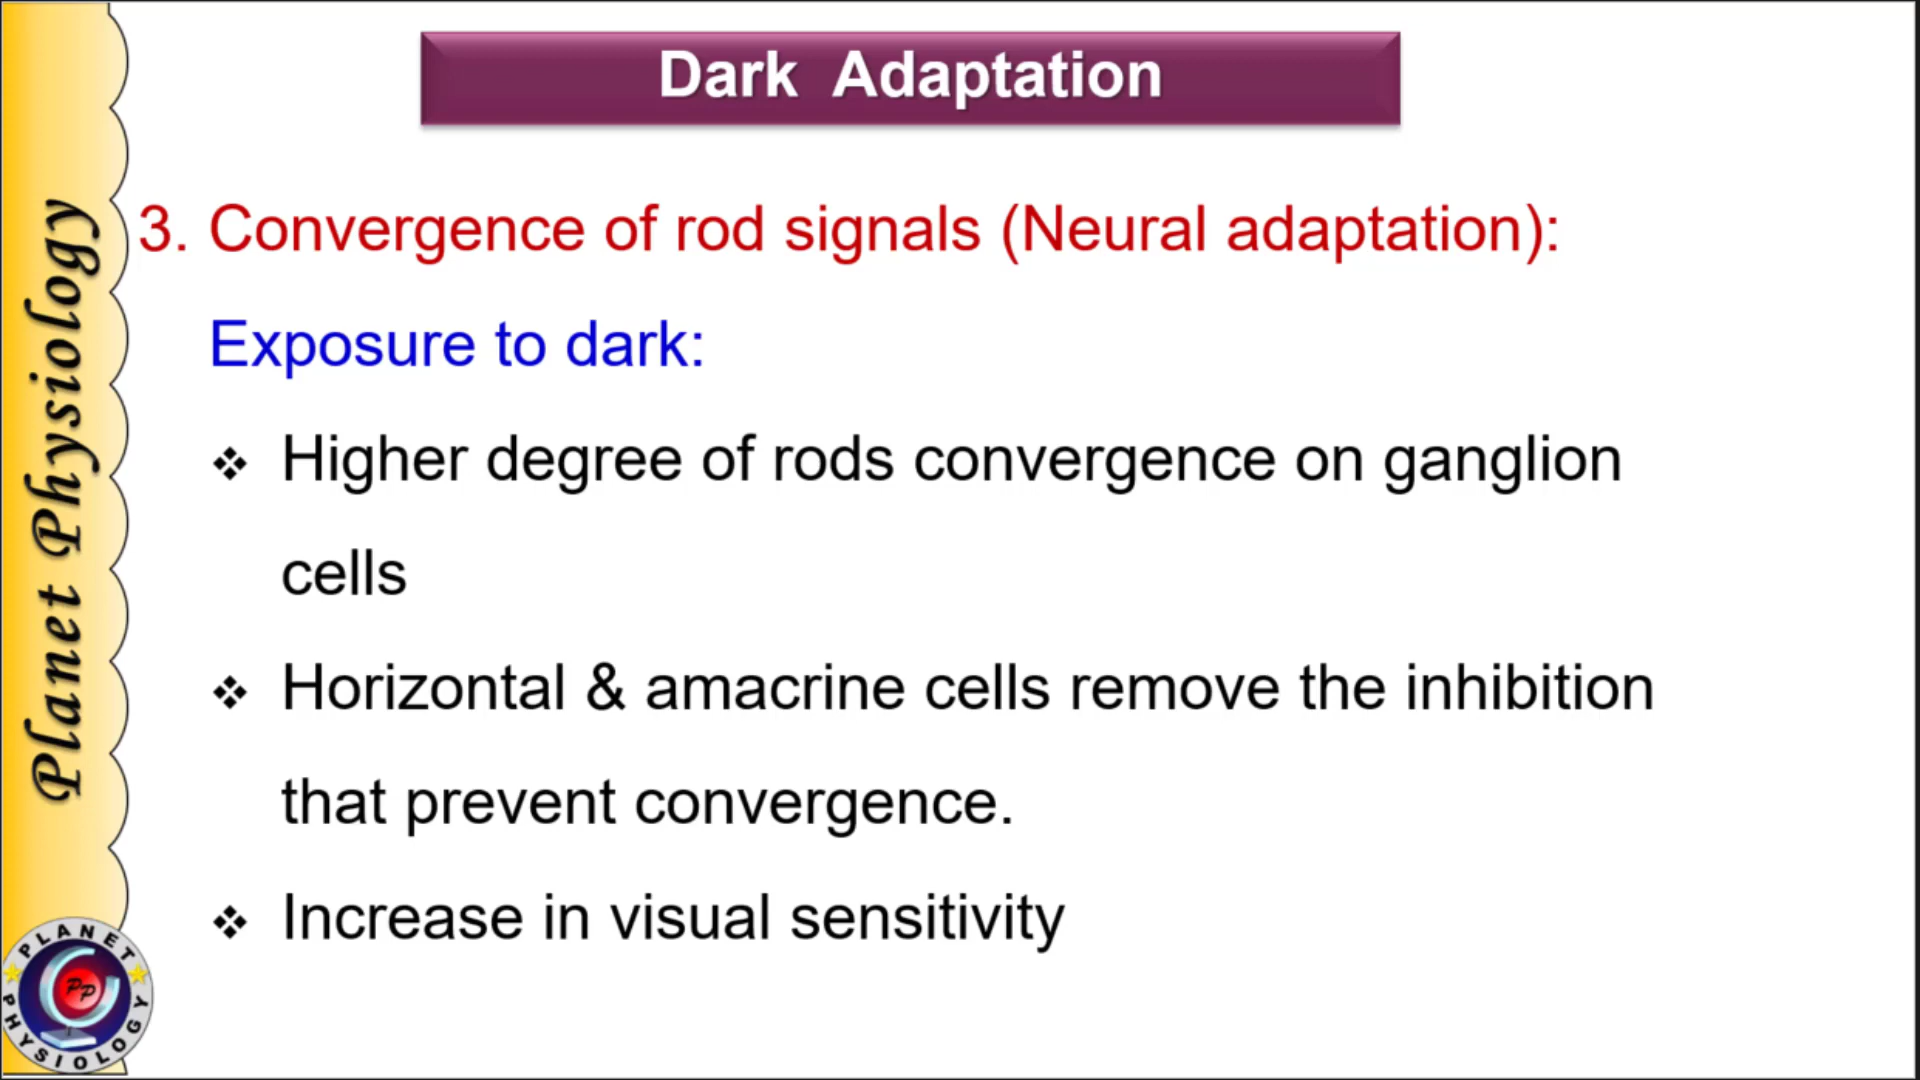 Dark Adaptation
3. Convergence of rod signals (Neural adaptation):
Exposure to dark:
❖ Higher degree of rods convergence on ganglion
cells
❖ Horizontal & amacrine cells remove the inhibition
that prevent convergence.
❖ Increase in visual sensitivity
Planet Physiology
PLANET
PP
PHYSIOLOGY